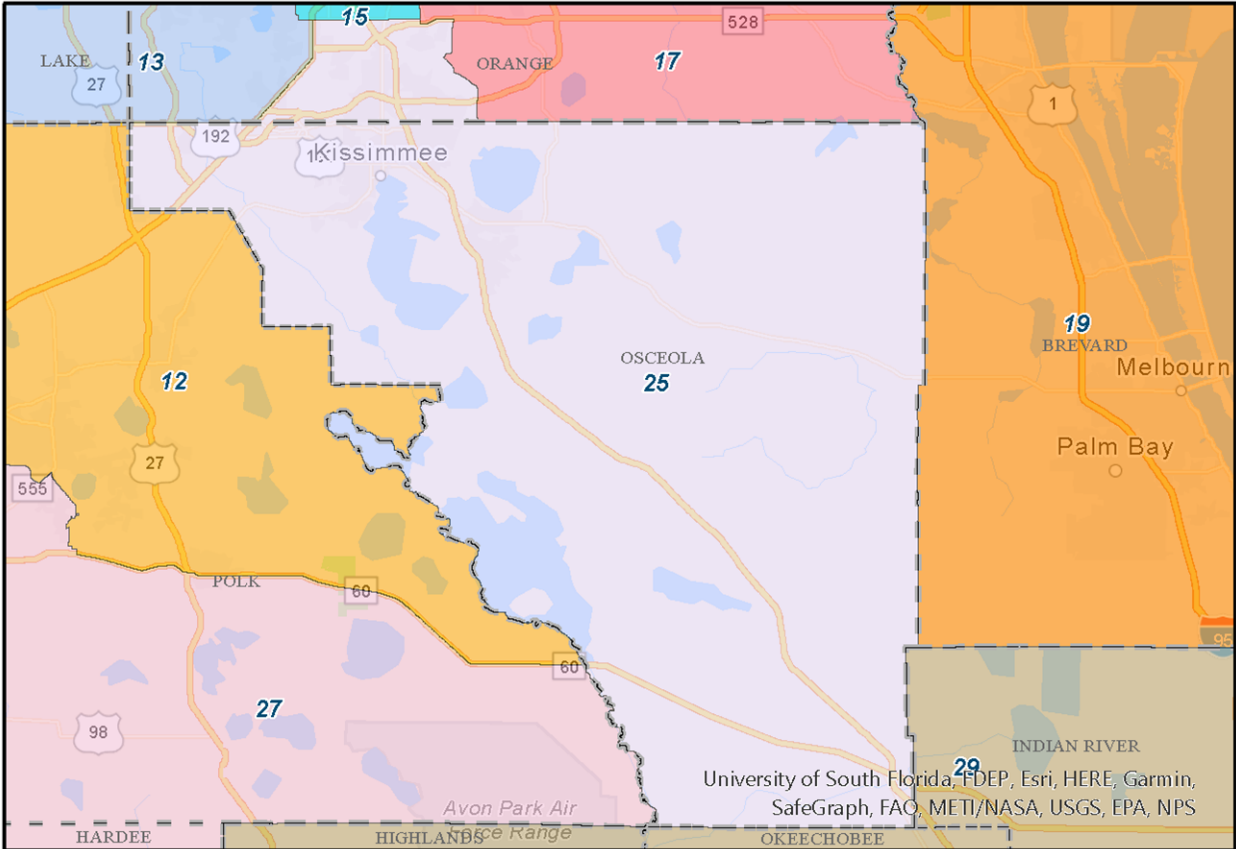 15
528
13
LAKE
17
ORANGE
27
1
192
Kissimmee
19
BREVARD
OSCEOLA
25
Melbourn
12
Palm Bay
27
555
POLK
60
95
60
27
98
INDIAN RIVER
29
University of South Florida, FDEP, Esri, HERE, Garmin,
SafeGraph, FAO, METI/NASA, USGS, EPA, NPS
Avon Park Air
Force Range
HARDEE
HIGHLANDS
OKEECHOBEE